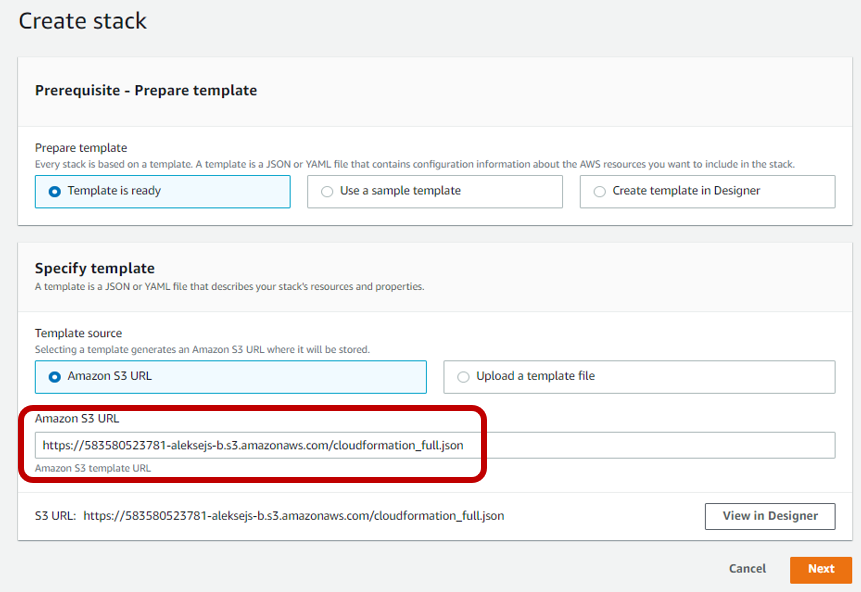 Create stack
Prerequisite - Prepare template
Prepare template
Every stack is based on a template. A template is a JSON or YAML file that contains configuration information about the AWS resources you want to include in the stack.
Template is ready
Use a sample template
Create template in Designer
Specify template
A template is a JSON or YAML file that describes your stack's resources and properties.
Template source
Selecting a template generates an Amazon S3 URL where it will be stored.
Amazon S3 URL
Upload a template file
Amazon S3 URL
https://583580523781-aleksejs-b.s3.amazonaws.com/cloudformation_full.json
Amazon S3 template URL
S3 URL: https://583580523781-aleksejs-b.s3.amazonaws.com/cloudformation_full.json
View in Designer
Cancel
Next